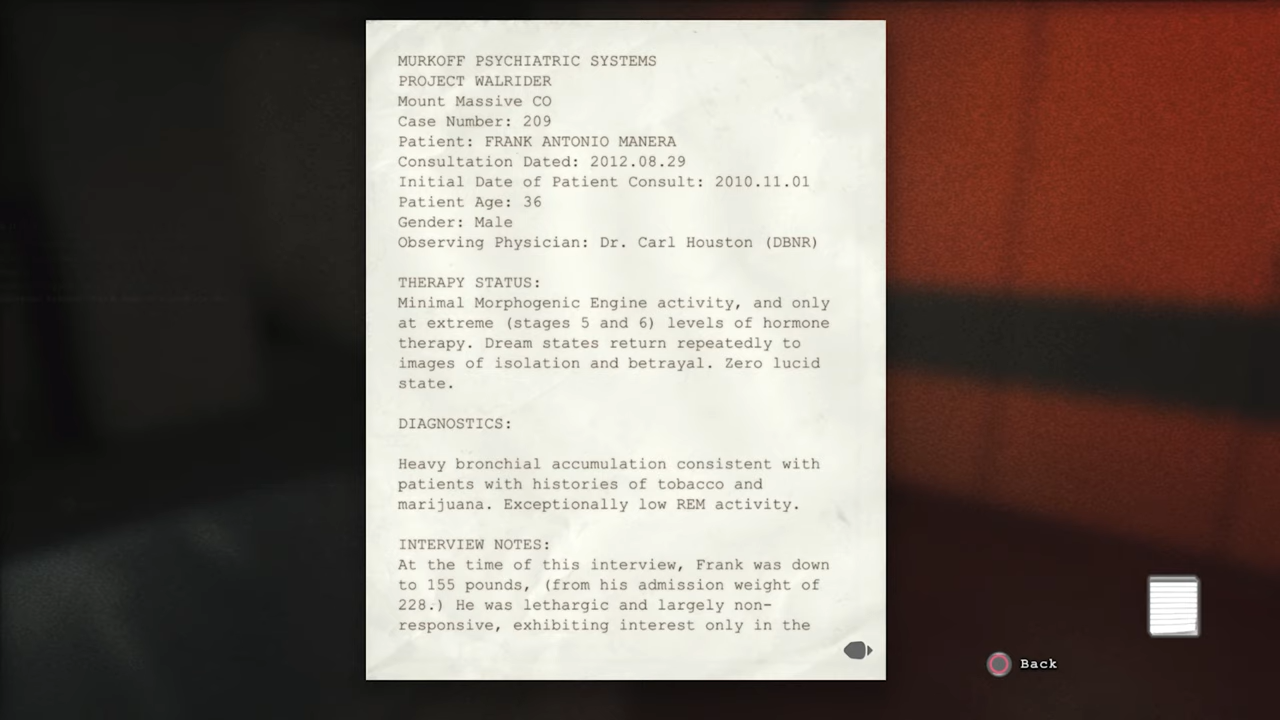 MURKOFF PSYCHIATRIC SYSTEMS
PROJECT WALRIDER
Mount Massive CO
Case Number: 209
Patient: FRANK ANTONIO MANERA
Consultation Dated: 2012.08.29
Initial Date of Patient Consult: 2010.11.01
Patient Age: 36
Gender: Male
Observing Physician: Dr. Carl Houston (DBNR)
THERAPY STATUS:
Minimal Morphogenic Engine activity, and only
at extreme (stages 5 and 6) levels of hormone
therapy. Dream states return repeatedly to
images of isolation and betrayal. Zero lucid
state.
DIAGNOSTICS:
Heavy bronchial accumulation consistent with
patients with histories of tobacco and
marijuana. Exceptionally low REM activity.
INTERVIEW NOTES:
At the time of this interview, Frank was down
to 155 pounds, (from his admission weight of
228.) He was lethargic and largely non-
responsive, exhibiting interest only in the
Back